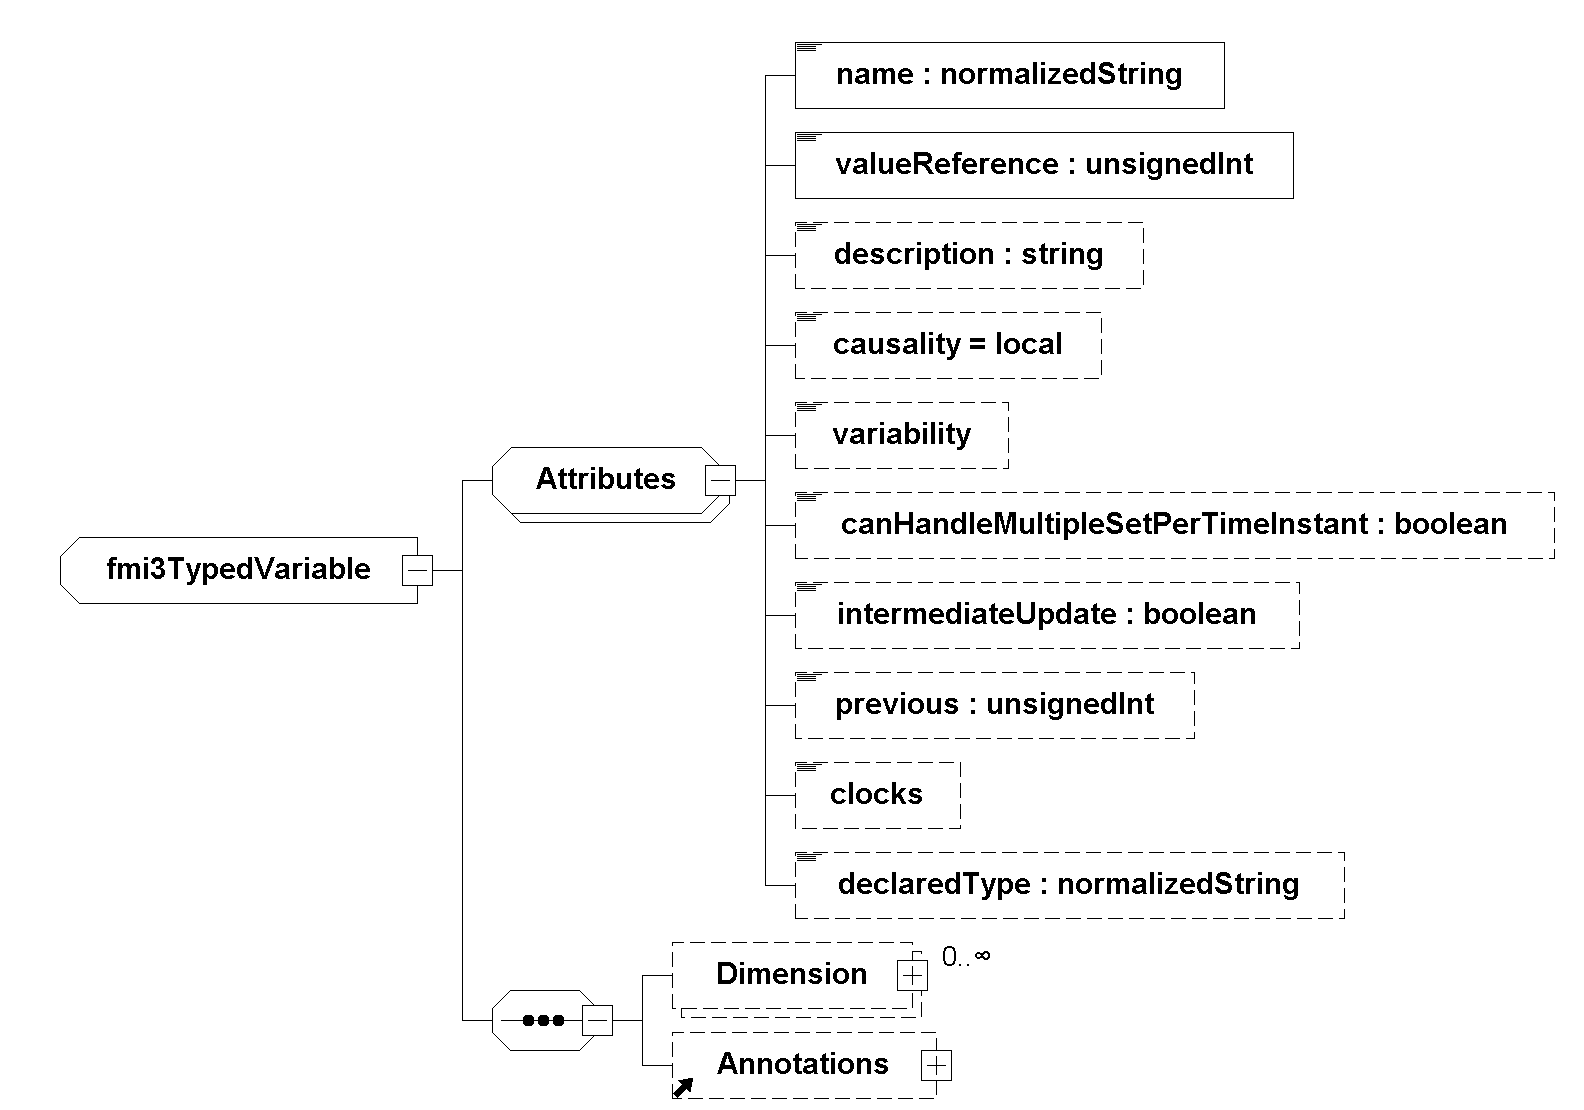 name : normalizedString
valueReference : unsignedInt
description : string
causality = local
variability
Attributes
canHandleMultipleSetPerTimeInstant : boolean
fmi3TypedVariable
intermediateUpdate : boolean
previous : unsignedInt
clocks
declaredType : normalizedString
Dimension
0..∞
Annotations